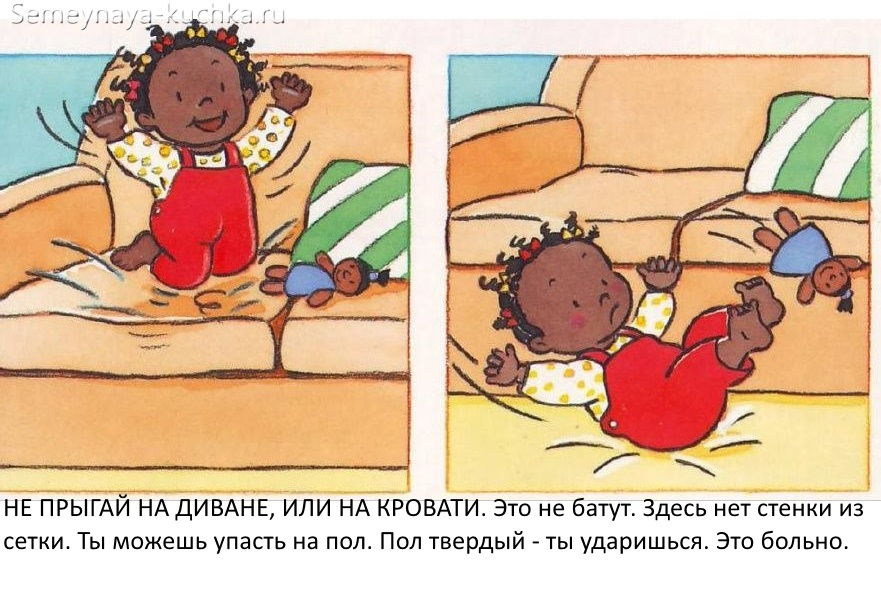 Semeynaya-kuchka.ru
НЕ ПРЫГАЙ НА ДИВАНЕ, ИЛИ НА КРОВАТИ. Это не батут. Здесь нет стенки из
сетки. Ты можешь упасть на пол. Пол твердый - ты ударишься. Это больно.